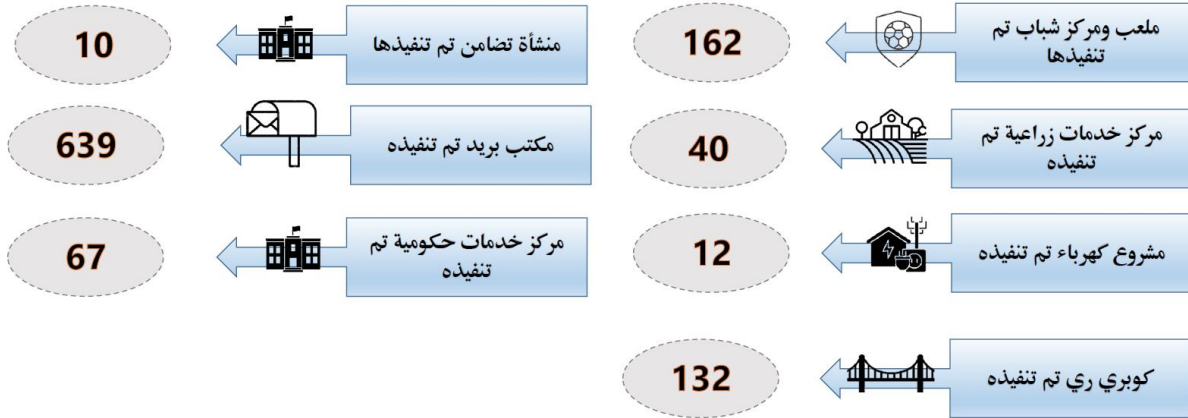 ملعب ومركز شباب تم
تنفيذها
162
منشأة تضامن تم تنفيذها
10
مركز خدمات زراعية تم
تنفيذه
40
مكتب بريد تم تنفيذه
639
مشروع كهرباء تم تنفيذه
12
مركز خدمات حكومية تم
تنفيذه
67
كوبري ري تم تنفيذه
132